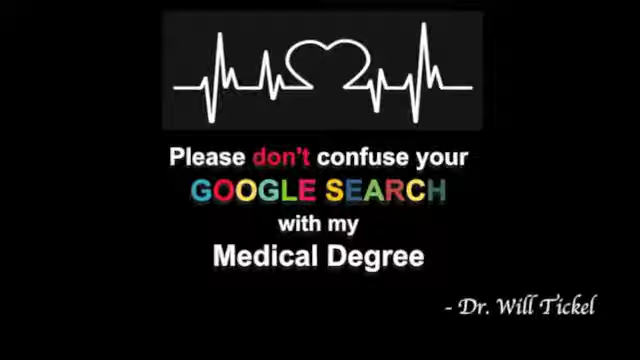 Please don't confuse your
GOOGLE SEARCH
with my
Medical Degree
- Dr. Will Tickel